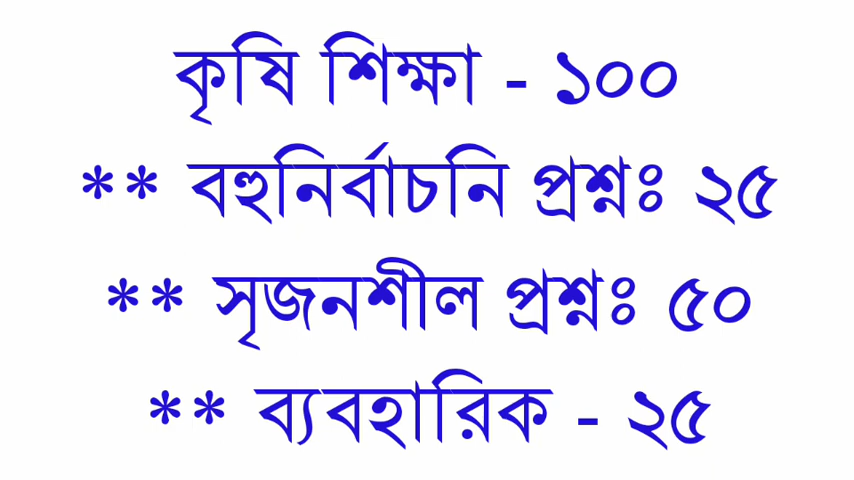 কৃষি শিক্ষা - ১০০
** বহুনির্বাচনি প্রশ্নঃ ২৫
** সৃজনশীল প্রশ্নঃ ৫০
** ব্যবহারিক - ২৫